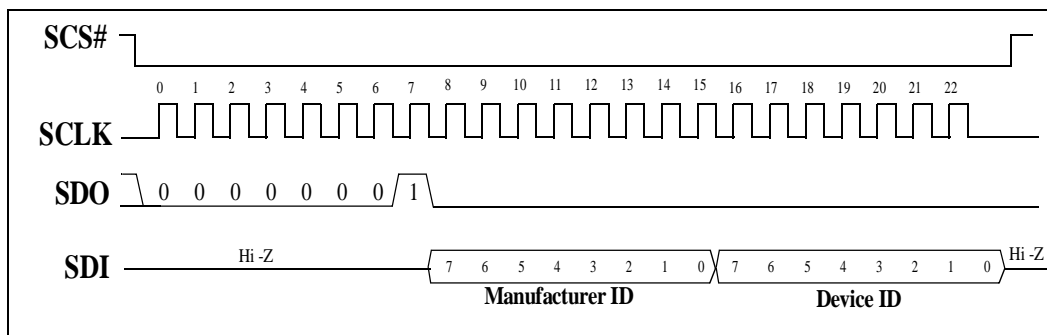 SCS#
0 1 2 3 4 5 6 7 8 9 10 11 12 13 14 15 16 17 18 19 20 21 22
SCLK
SDO 0 0 0 0 0 0 0 1
SDI Hi -Z 7 6 5 4 3 2 1 0 7 6 5 4 3 2 1 0 Hi -Z
Manufacturer ID Device ID